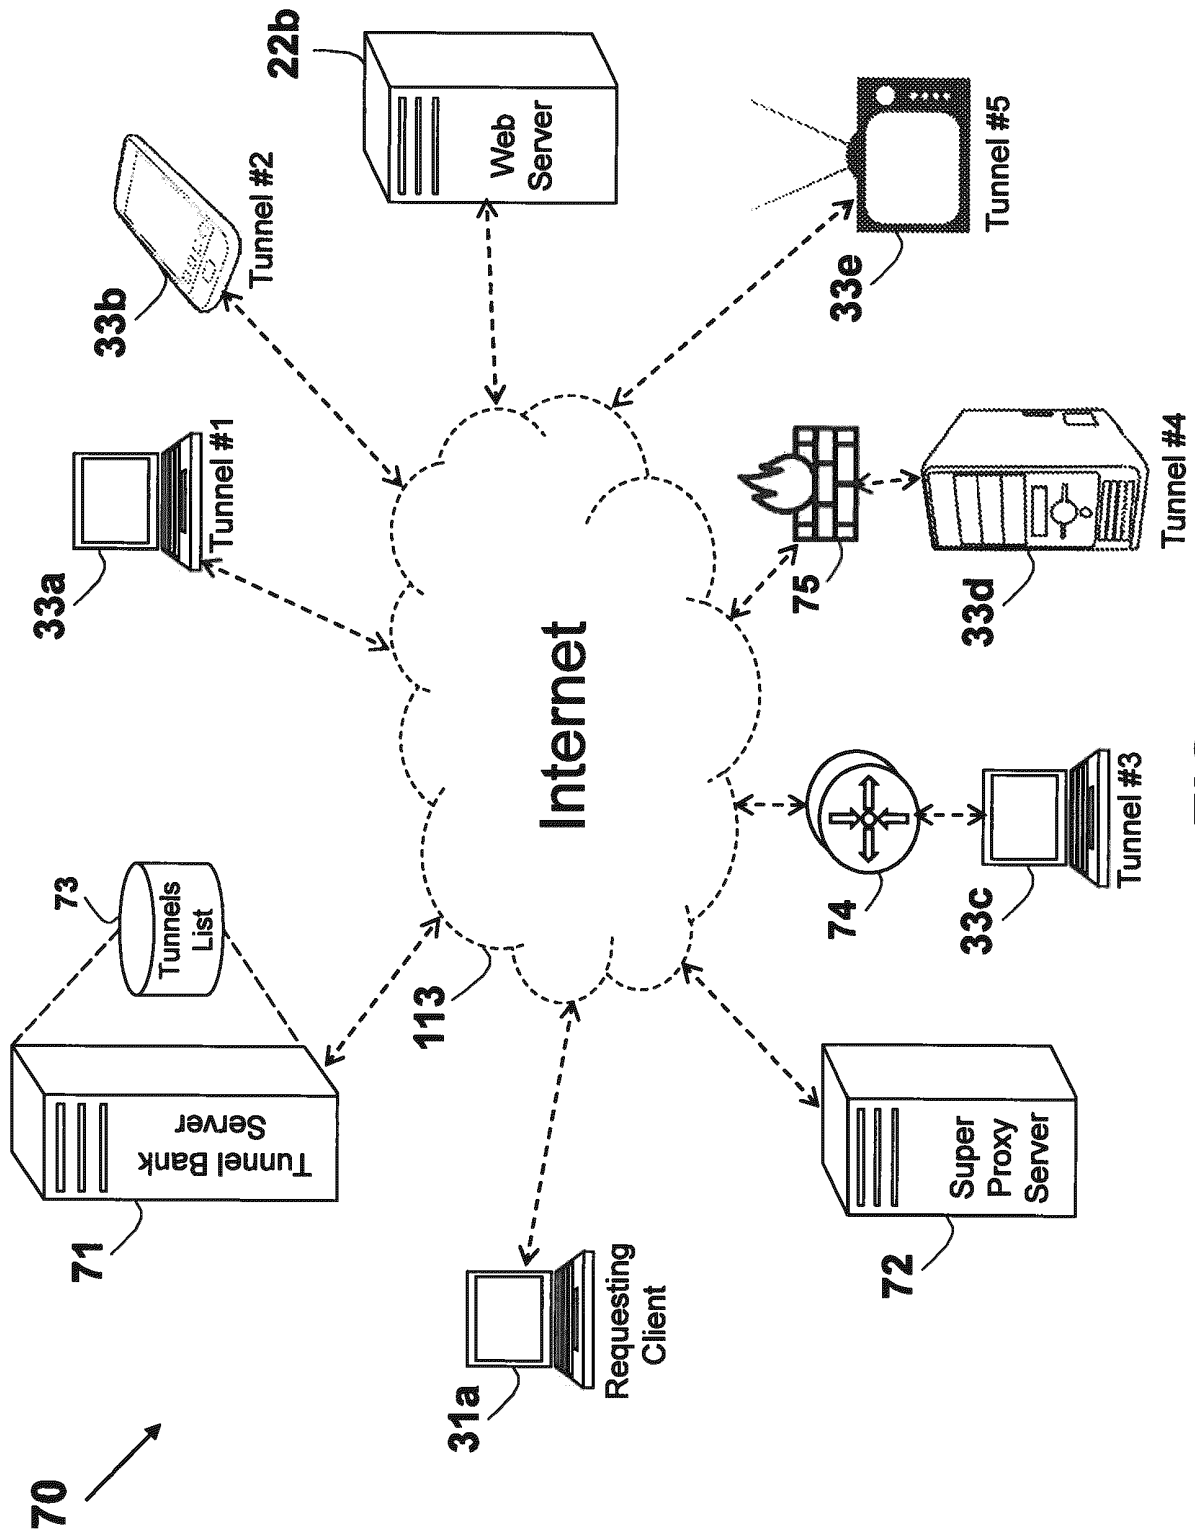 70
71
Tunnel Bank
Server
73
Tunnels
List
33a
Tunnel #1
33b
Tunnel #2
22b
Web
Server
113
Internet
31a
Requesting
Client
72
Super
Proxy
Server
74
33c
Tunnel #3
75
33d
Tunnel #4
33e
Tunnel #5